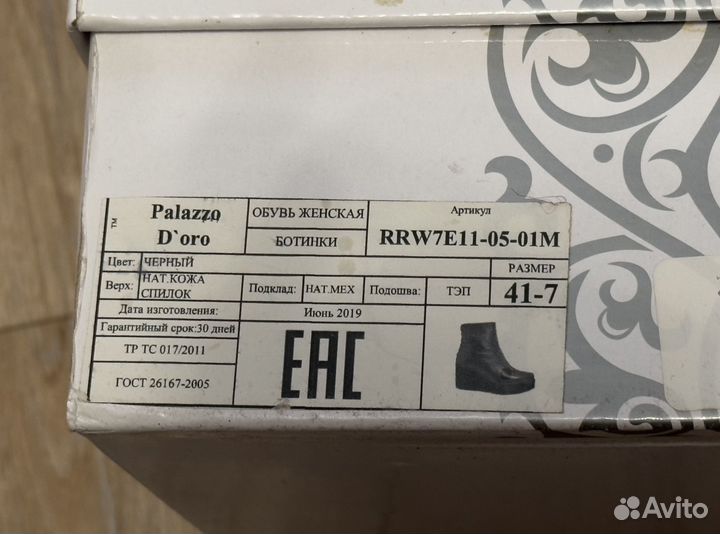 ™
Palazzo
D`oro
ОБУВЬ ЖЕНСКАЯ
БОТИНКИ
Артикул
RRW7E11-05-01M
Цвет: ЧЕРНЫЙ
РАЗМЕР
Верх: НАТ.КОЖА
СПИЛОК
Подклад: НАТ.МЕХ Подошва: ТЭП 41-7
Дата изготовления: Июнь 2019
Гарантийный срок:30 дней
ТР ТС 017/2011
ГОСТ 26167-2005
EAC
Avito